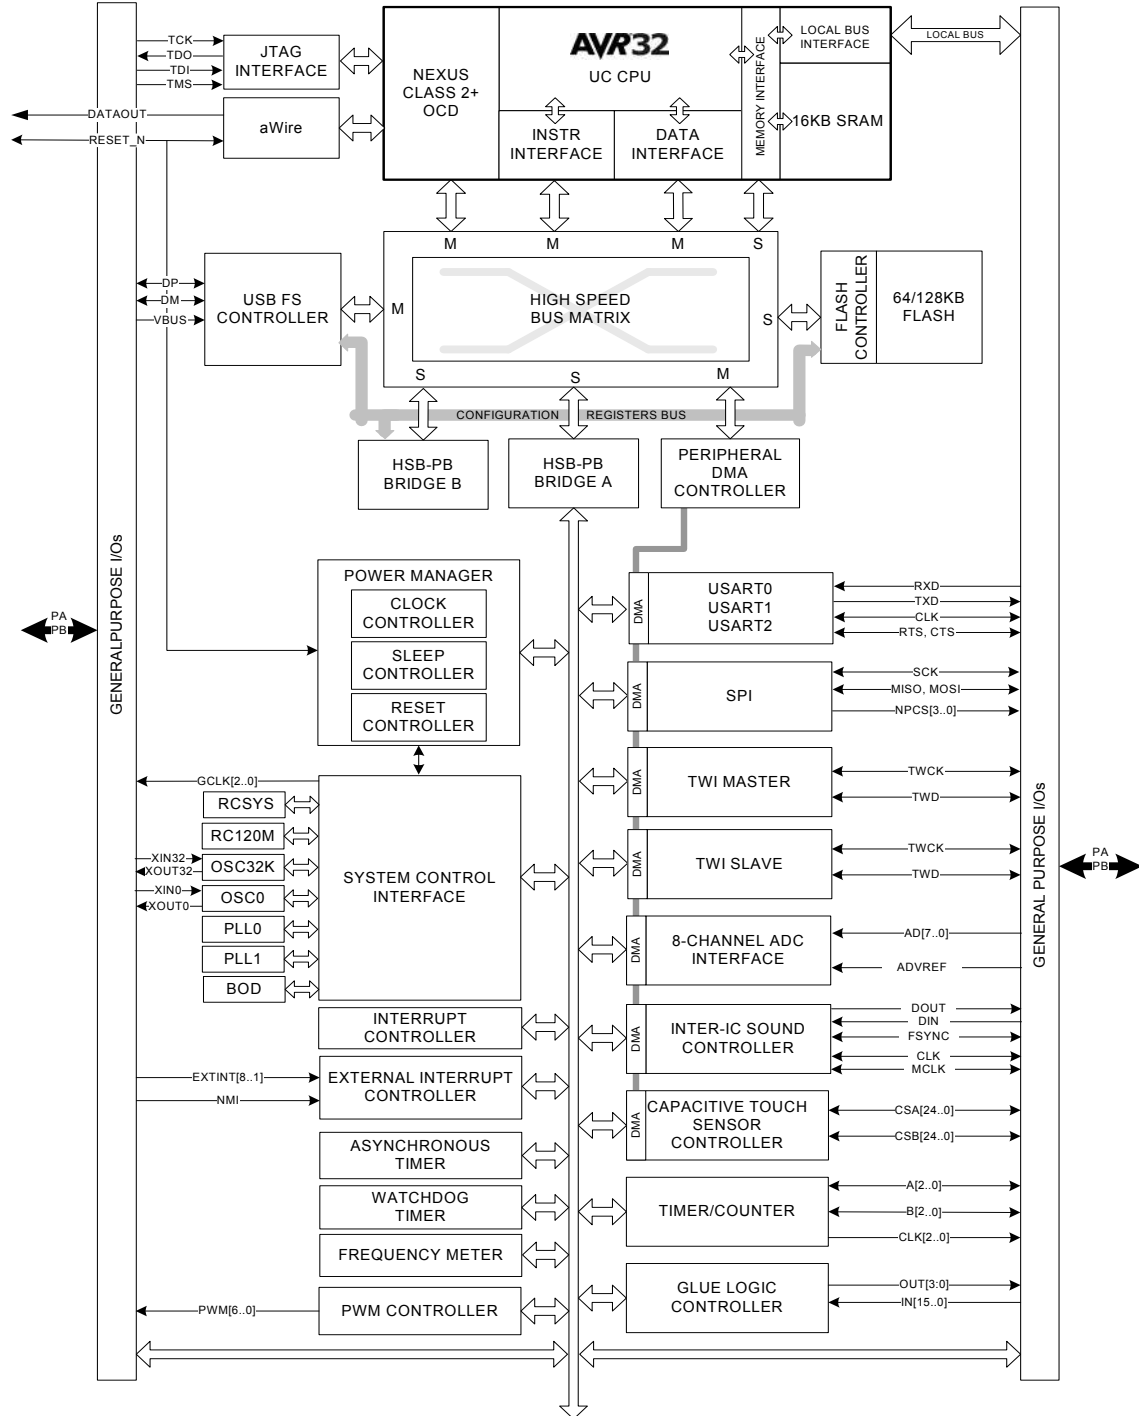 TCK
TDO
TDI
TMS
JTAG
INTERFACE
DATAOUT
RESET_N
aWire
NEXUS
CLASS 2+
OCD
AVR32
UC CPU
INSTR
INTERFACE
DATA
INTERFACE
MEMORY INTERFACE
LOCAL BUS
INTERFACE
16KB SRAM
LOCAL BUS
M
M
M
S
DP
DM
VBUS
USB FS
CONTROLLER
M
HIGH SPEED
BUS MATRIX
S
FLASH
CONTROLLER
64/128KB
FLASH
S
S
M
CONFIGURATION REGISTERS BUS
HSB-PB
BRIDGE B
HSB-PB
BRIDGE A
PERIPHERAL
DMA
CONTROLLER
GENERALPURPOSE I/Os
PA
PB
POWER MANAGER
CLOCK
CONTROLLER
SLEEP
CONTROLLER
RESET
CONTROLLER
GCLK[2..0]
RCSYS
RC120M
XIN32
XOUT32
OSC32K
XIN0
XOUT0
OSC0
PLL0
PLL1
BOD
SYSTEM CONTROL
INTERFACE
INTERRUPT
CONTROLLER
EXTINT[8..1]
NMI
EXTERNAL INTERRUPT
CONTROLLER
ASYNCHRONOUS
TIMER
WATCHDOG
TIMER
FREQUENCY METER
PWM[6..0]
PWM CONTROLLER
DMA
USART0
USART1
USART2
RXD
TXD
CLK
RTS, CTS
DMA
SPI
SCK
MISO, MOSI
NPCS[3..0]
DMA
TWI MASTER
TWCK
TWD
DMA
TWI SLAVE
TWCK
TWD
DMA
8-CHANNEL ADC
INTERFACE
AD[7..0]
ADVREF
DMA
INTER-IC SOUND
CONTROLLER
DOUT
DIN
FSYNC
CLK
MCLK
DMA
CAPACITIVE TOUCH
SENSOR
CONTROLLER
CSA[24..0]
CSB[24..0]
TIMER/COUNTER
A[2..0]
B[2..0]
CLK[2..0]
GLUE LOGIC
CONTROLLER
OUT[3:0]
IN[15..0]
GENERAL PURPOSE I/Os
PA
PB